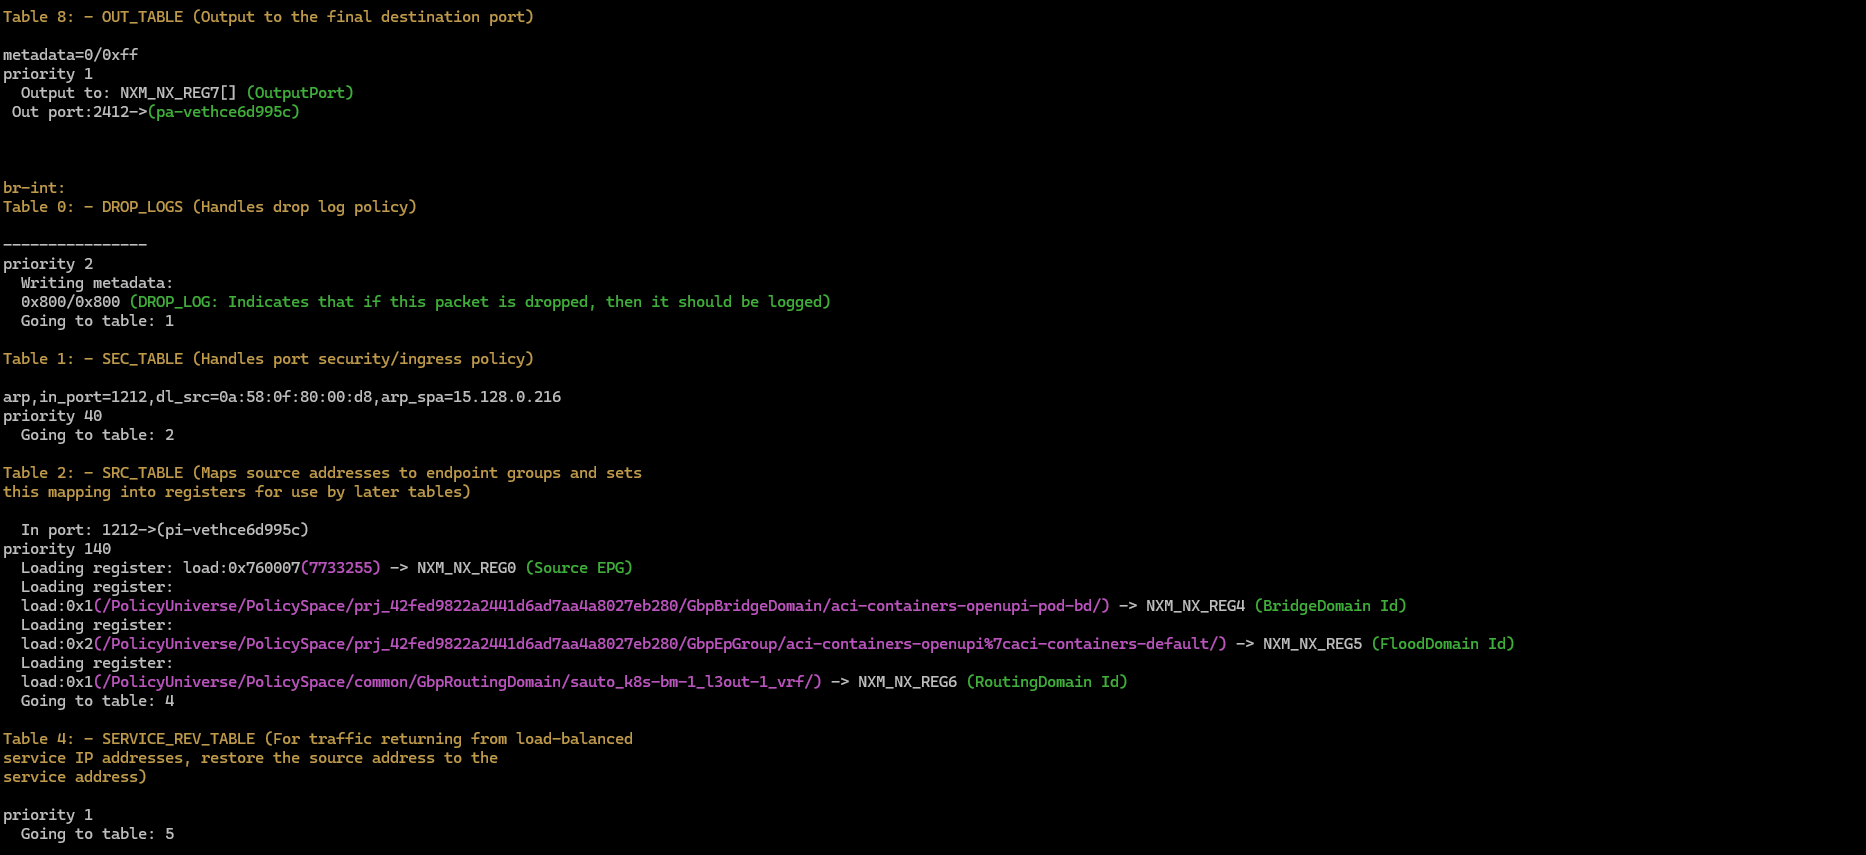 Table 8: - OUT_TABLE (Output to the final destination port)
metadata=0/0xff
priority 1
Output to: NXM_NX_REG7[] (OutputPort)
Out port:2412->(pa-vethce6d995c)
br-int:
Table 0: - DROP_LOGS (Handles drop log policy)
----------------
priority 2
Writing metadata:
0x800/0x800 (DROP_LOG: Indicates that if this packet is dropped, then it should be logged)
Going to table: 1
Table 1: - SEC_TABLE (Handles port security/ingress policy)
arp,in_port=1212,dl_src=0a:58:0f:80:00:d8,arp_spa=15.128.0.216
priority 40
Going to table: 2
Table 2: - SRC_TABLE (Maps source addresses to endpoint groups and sets
this mapping into registers for use by later tables)
In port: 1212->(pi-vethce6d995c)
priority 140
Loading register: load:0x760007(7733255) -> NXM_NX_REG0 (Source EPG)
Loading register:
load:0x1(/PolicyUniverse/PolicySpace/prj_42fed9822a2441d6ad7aa4a8027eb280/GbpBridgeDomain/aci-containers-openupi-pod-bd/) -> NXM_NX_REG4 (BridgeDomain Id)
Loading register:
load:0x2(/PolicyUniverse/PolicySpace/prj_42fed9822a2441d6ad7aa4a8027eb280/GbpEpGroup/aci-containers-openupi%7caci-containers-default/) -> NXM_NX_REG5 (FloodDomain Id)
Loading register:
load:0x1(/PolicyUniverse/PolicySpace/common/GbpRoutingDomain/sauto_k8s-bm-1_l3out-1_vrf/) -> NXM_NX_REG6 (RoutingDomain Id)
Going to table: 4
Table 4: - SERVICE_REV_TABLE (For traffic returning from load-balanced
service IP addresses, restore the source address to the
service address)
priority 1
Going to table: 5